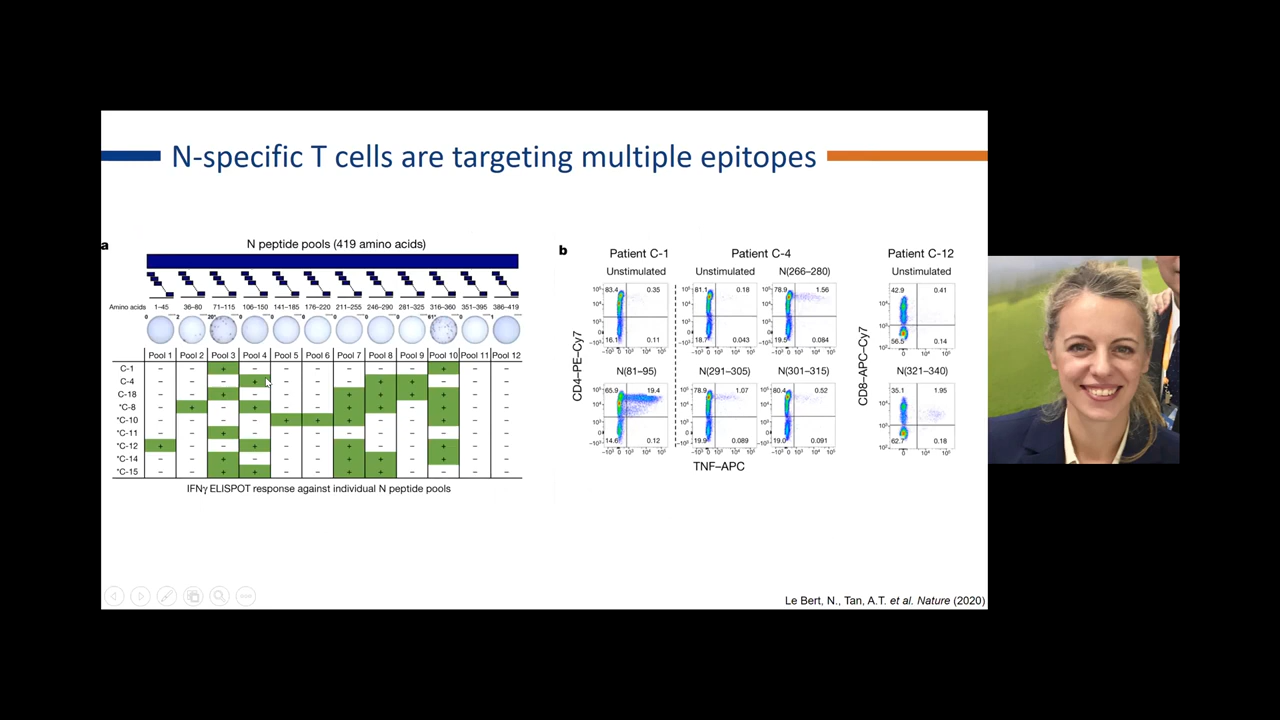 N-specific T cells are targeting multiple epitopes
a
N peptide pools (419 amino acids)
Amino acids 1–45 36–80 71–115 106–150 141–185 176–220 211–255 246–290 281–325 316–360 351–395 386–419
Pool 1 Pool 2 Pool 3 Pool 4 Pool 5 Pool 6 Pool 7 Pool 8 Pool 9 Pool 10 Pool 11 Pool 12
C-1 – – + – – – – – – + – –
C-4 – – – + – – – + + – – –
C-18 – – + – – – + + + + – –
*C-8 – + – + – – + + – + – –
*C-10 – – – – + + + – – + – –
*C-11 – – + – – – – – – – – –
*C-12 + – – + – – + – – + – –
*C-14 – – + – – – + + – + – –
*C-15 – – + + – – + + – – – –
IFNγ ELISPOT response against individual N peptide pools
b
Patient C-1 Patient C-4 Patient C-12
Unstimulated Unstimulated N(266–280) Unstimulated
83.4 0.35 81.1 0.18 78.9 1.56 42.9 0.41
16.1 0.11 18.7 0.043 19.5 0.084 56.5 0.14
N(81–95) N(291–305) N(301–315) N(321–340)
65.9 19.4 78.9 1.07 80.4 0.52 35.1 1.95
14.6 0.12 19.9 0.089 19.0 0.091 62.7 0.18
CD4–PE–Cy7
CD8–APC–Cy7
TNF–APC
Le Bert, N., Tan, A.T. et al. Nature (2020)